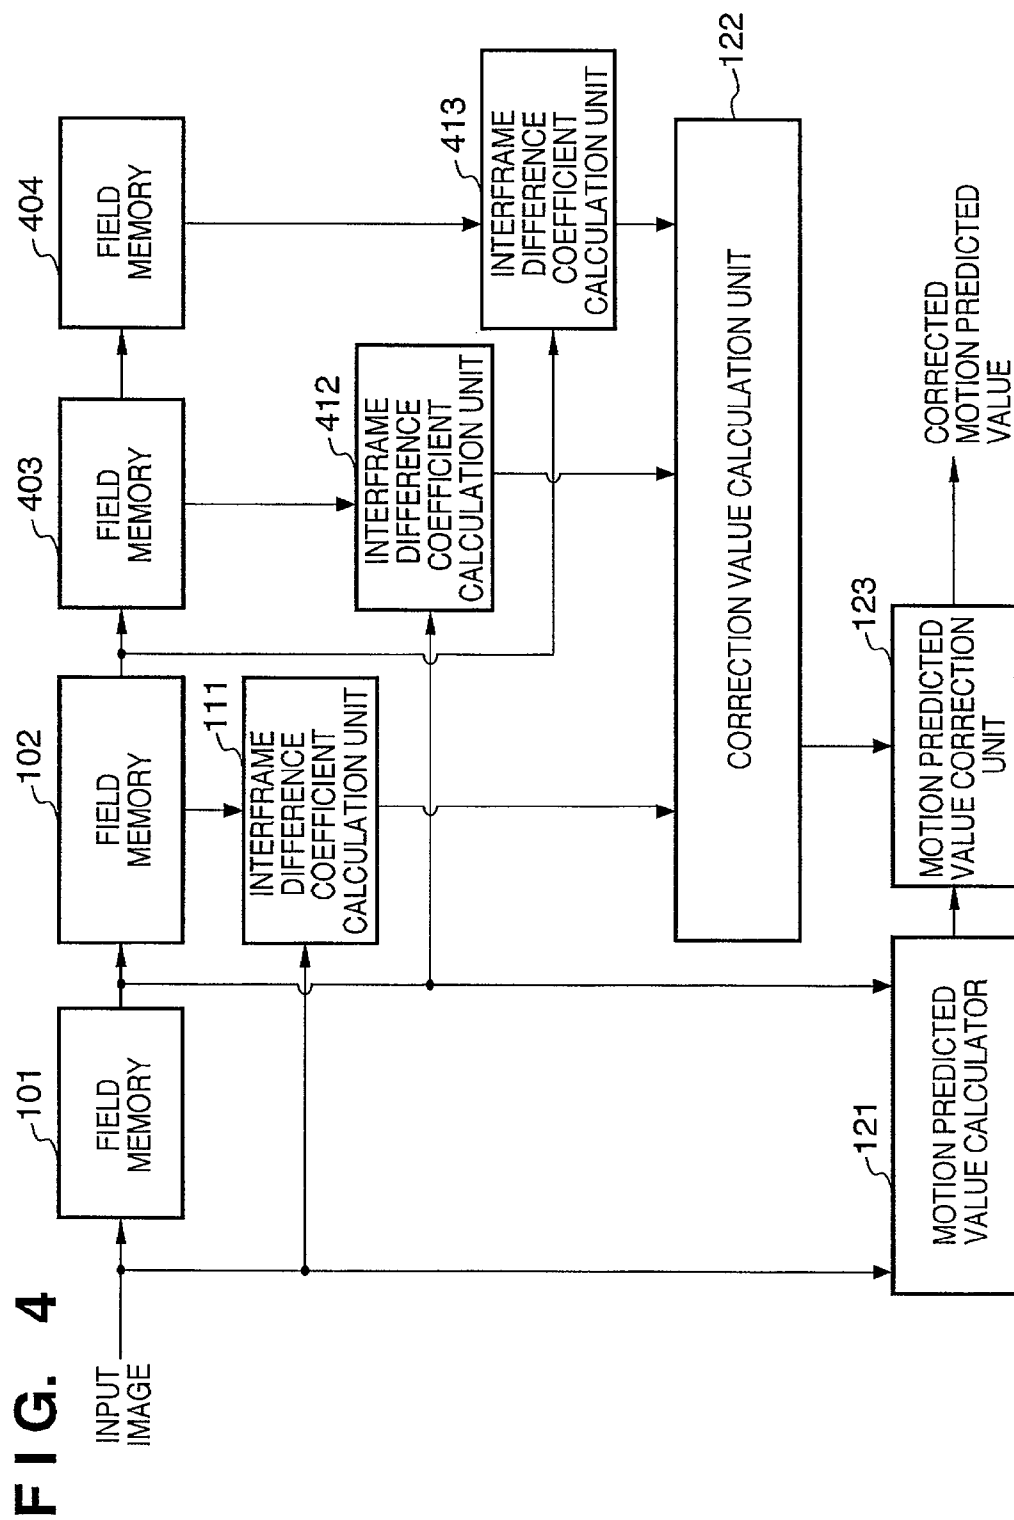 FIG. 4
INPUT
IMAGE
101
FIELD
MEMORY
102
FIELD
MEMORY
403
FIELD
MEMORY
404
FIELD
MEMORY
111
INTERFRAME
DIFFERENCE
COEFFICIENT
CALCULATION UNIT
412
INTERFRAME
DIFFERENCE
COEFFICIENT
CALCULATION UNIT
413
INTERFRAME
DIFFERENCE
COEFFICIENT
CALCULATION UNIT
122
CORRECTION VALUE CALCULATION UNIT
121
MOTION PREDICTED
VALUE CALCULATOR
123
MOTION PREDICTED
VALUE CORRECTION
UNIT
CORRECTED
MOTION PREDICTED
VALUE